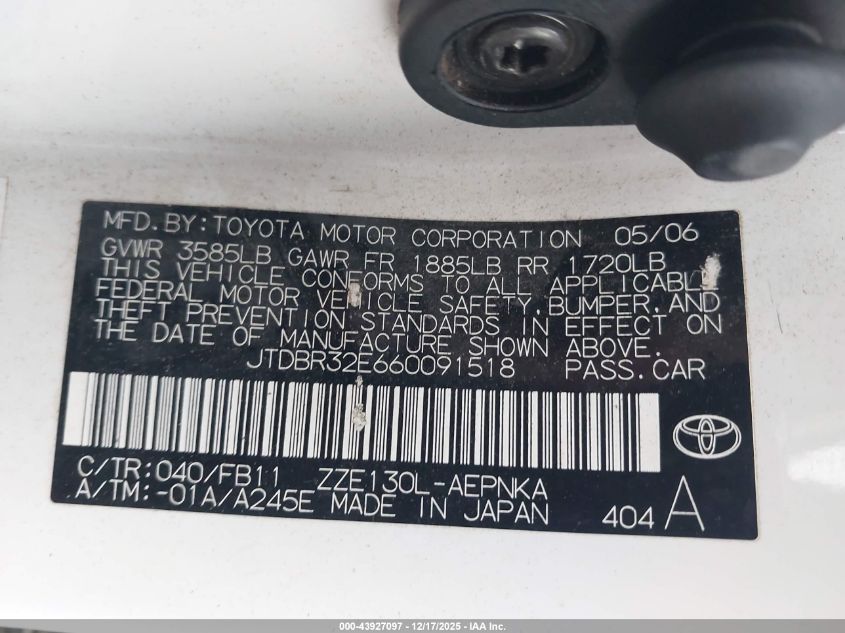 MFD.BY:TOYOTA MOTOR CORPORATION 05/06
GVWR 3585LB GAWR FR 1885LB RR 1720LB
THIS VEHICLE CONFORMS TO ALL APPLICABLE
FEDERAL MOTOR VEHICLE SAFETY,BUMPER,AND
THEFT PREVENTION STANDARDS IN EFFECT ON
THE DATE OF MANUFACTURE SHOWN ABOVE.
JTDBR32E660091518 PASS.CAR
C/TR:040/FB11 ZZE130L-AEPNKA
A/TM:-01A/A245E MADE IN JAPAN 404 A
000-43927097 - 12/17/2025 - IAA Inc.